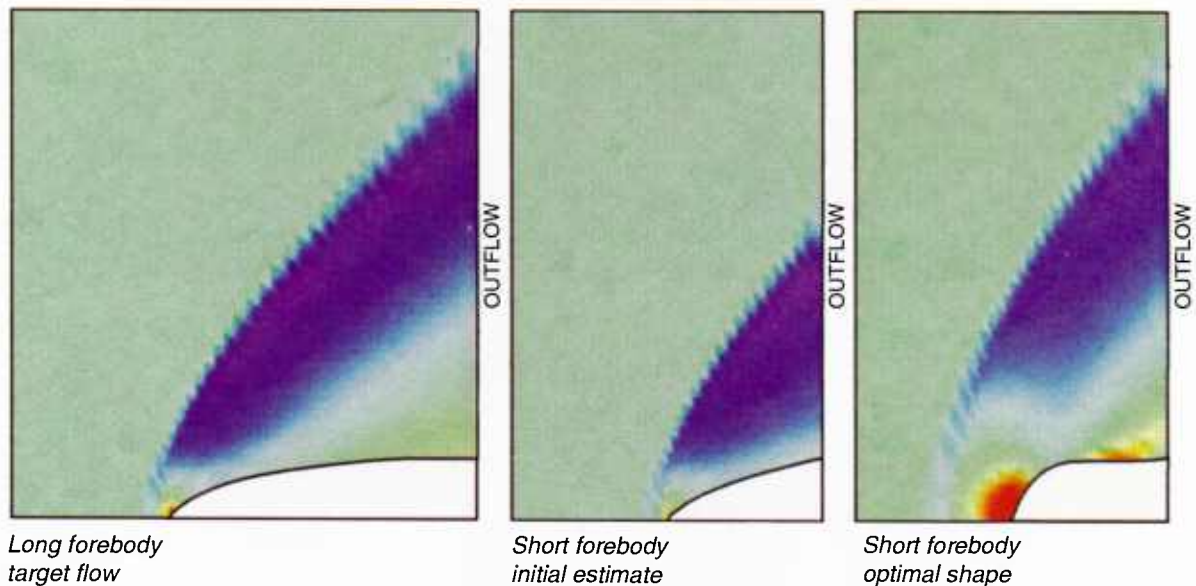 OUTFLOW
OUTFLOW
OUTFLOW
Long forebody
target flow
Short forebody
initial estimate
Short forebody
optimal shape